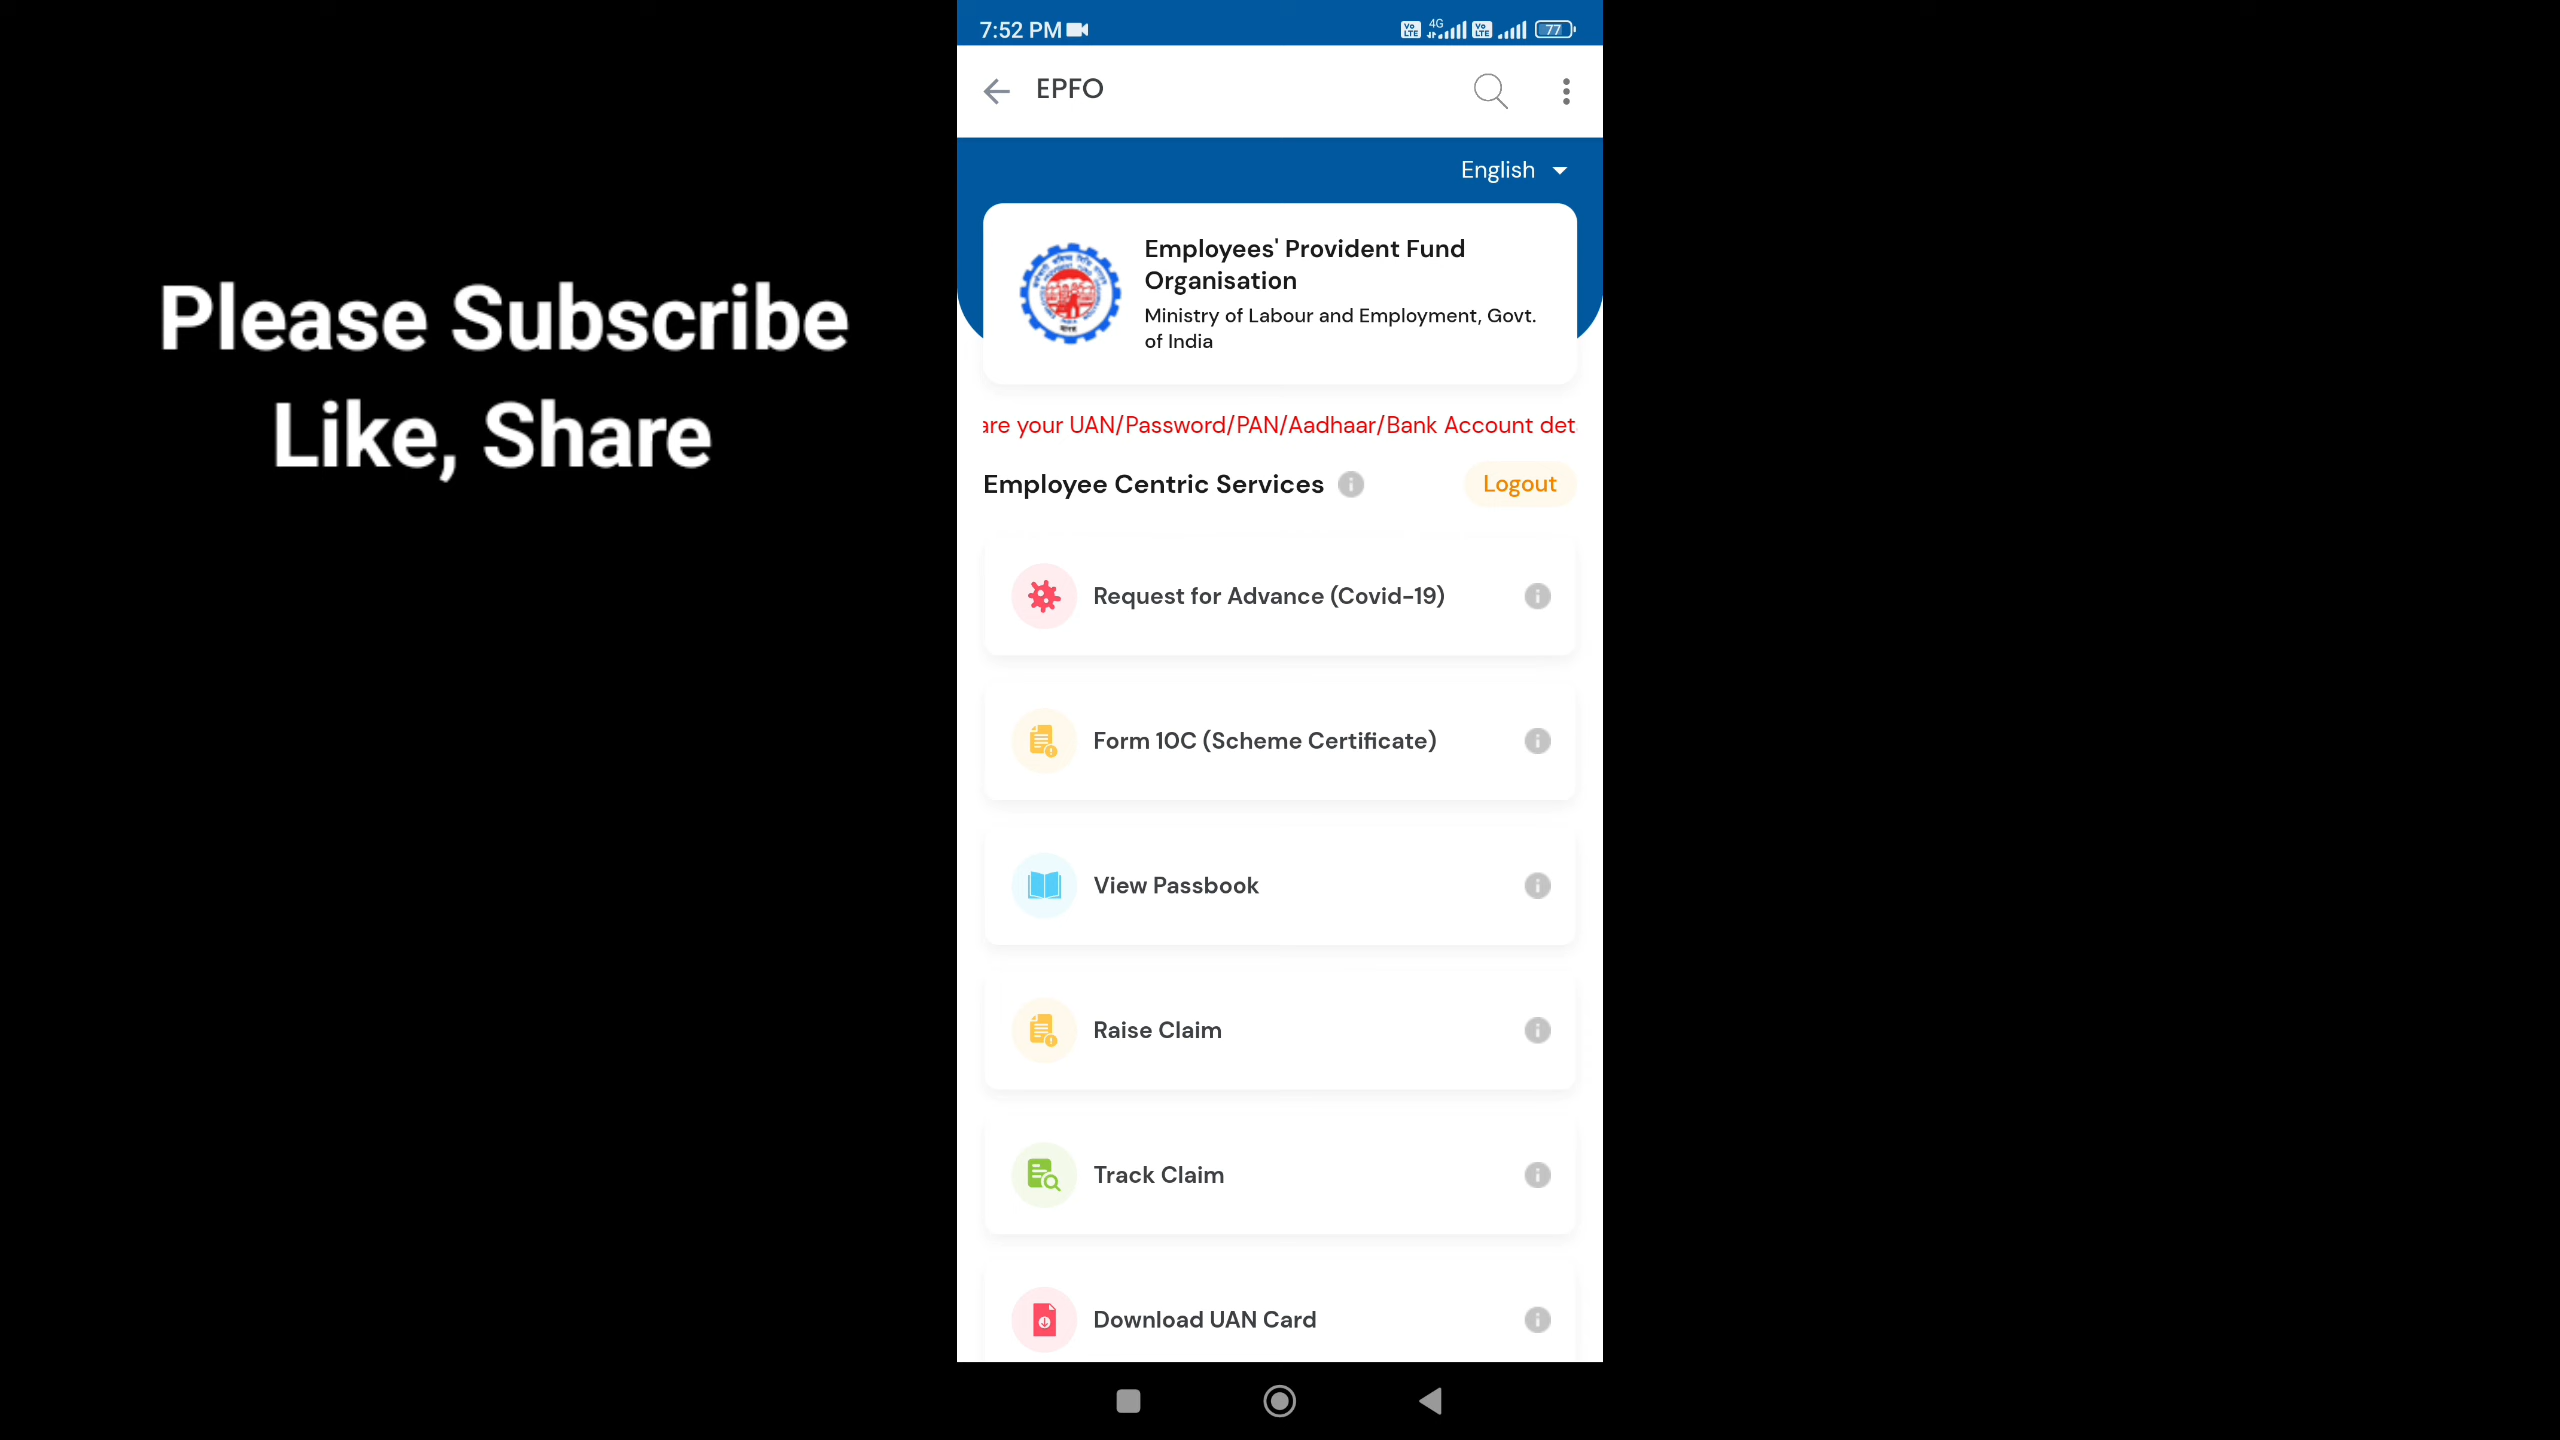 Please Subscribe
Like, Share
7:52 PM
4G
77
EPFO
English
Employees' Provident Fund
Organisation
Ministry of Labour and Employment, Govt.
of India
are your UAN/Password/PAN/Aadhaar/Bank Account det
Employee Centric Services
Logout
Request for Advance (Covid-19)
Form 10C (Scheme Certificate)
View Passbook
Raise Claim
Track Claim
Download UAN Card